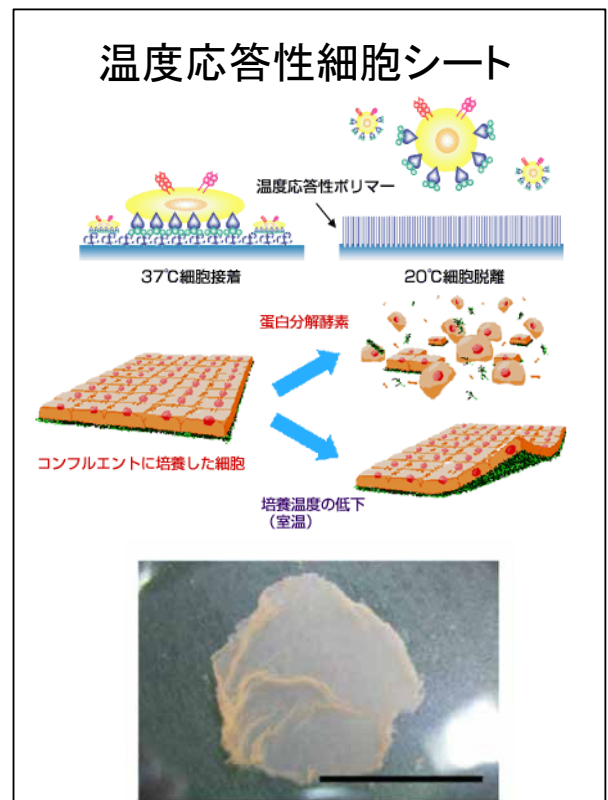 温度応答性細胞シート
温度応答性ポリマー
37℃細胞接着
20℃細胞脱離
蛋白分解酵素
コンフルエントに培養した細胞
培養温度の低下
（室温）